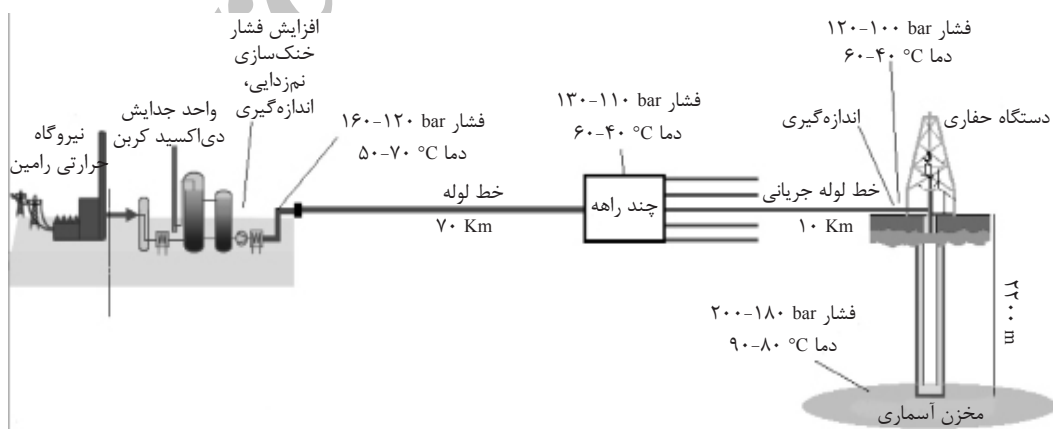 افزایش فشار
خنک‌سازی
نم‌زدایی،
اندازه‌گیری
واحد جدایش
دی‌اکسید کربن
نیروگاه
حرارتی رامین
فشار ۱۲۰-۱۶۰ bar
دما ۷۰-۵۰ °C
خط لوله
۷۰ Km
فشار ۱۱۰-۱۳۰ bar
دما ۴۰-۶۰ °C
چند راهه
خط لوله جریانی
۱۰ Km
فشار ۱۰۰-۱۲۰ bar
دما ۴۰-۶۰ °C
اندازه‌گیری
دستگاه حفاری
۲۲۰۰ m
فشار ۱۸۰-۲۰۰ bar
دما ۸۰-۹۰ °C
مخزن آسماری